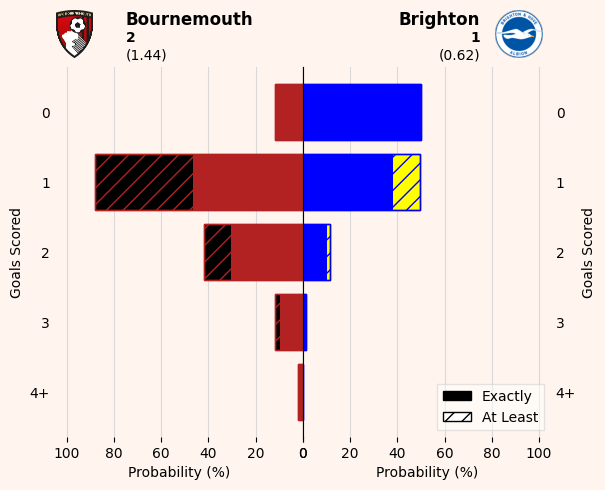 Bournemouth
2
(1.44)
Brighton
1
(0.62)
0
1
2
3
4+
Goals Scored
0
1
2
3
4+
Goals Scored
Exactly
At Least
100 80 60 40 20 0
0 20 40 60 80 100
Probability (%)
Probability (%)